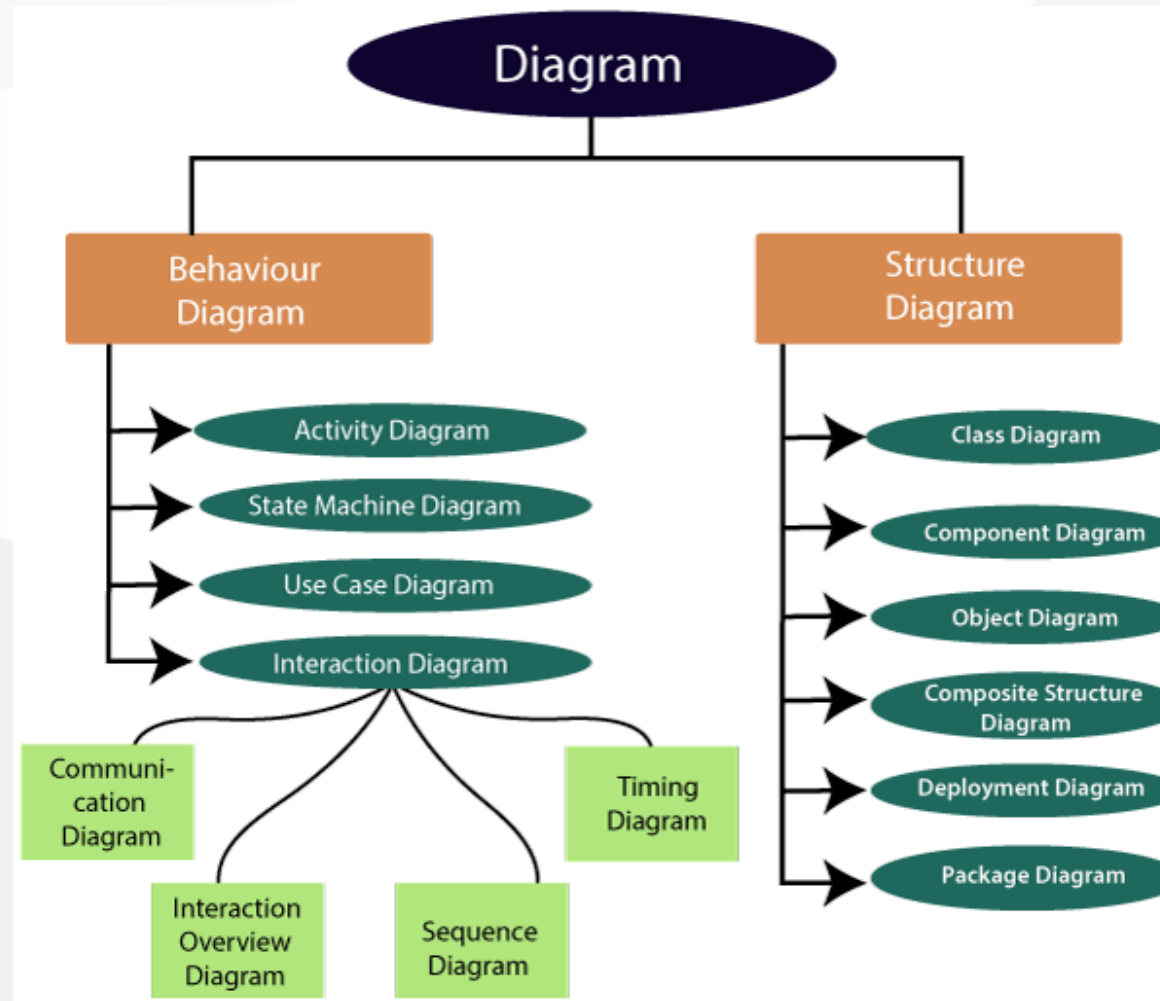 Diagram
Behaviour
Diagram
Activity Diagram
State Machine Diagram
Use Case Diagram
Interaction Diagram
Communi-
cation
Diagram
Interaction
Overview
Diagram
Sequence
Diagram
Timing
Diagram
Structure
Diagram
Class Diagram
Component Diagram
Object Diagram
Composite Structure
Diagram
Deployment Diagram
Package Diagram